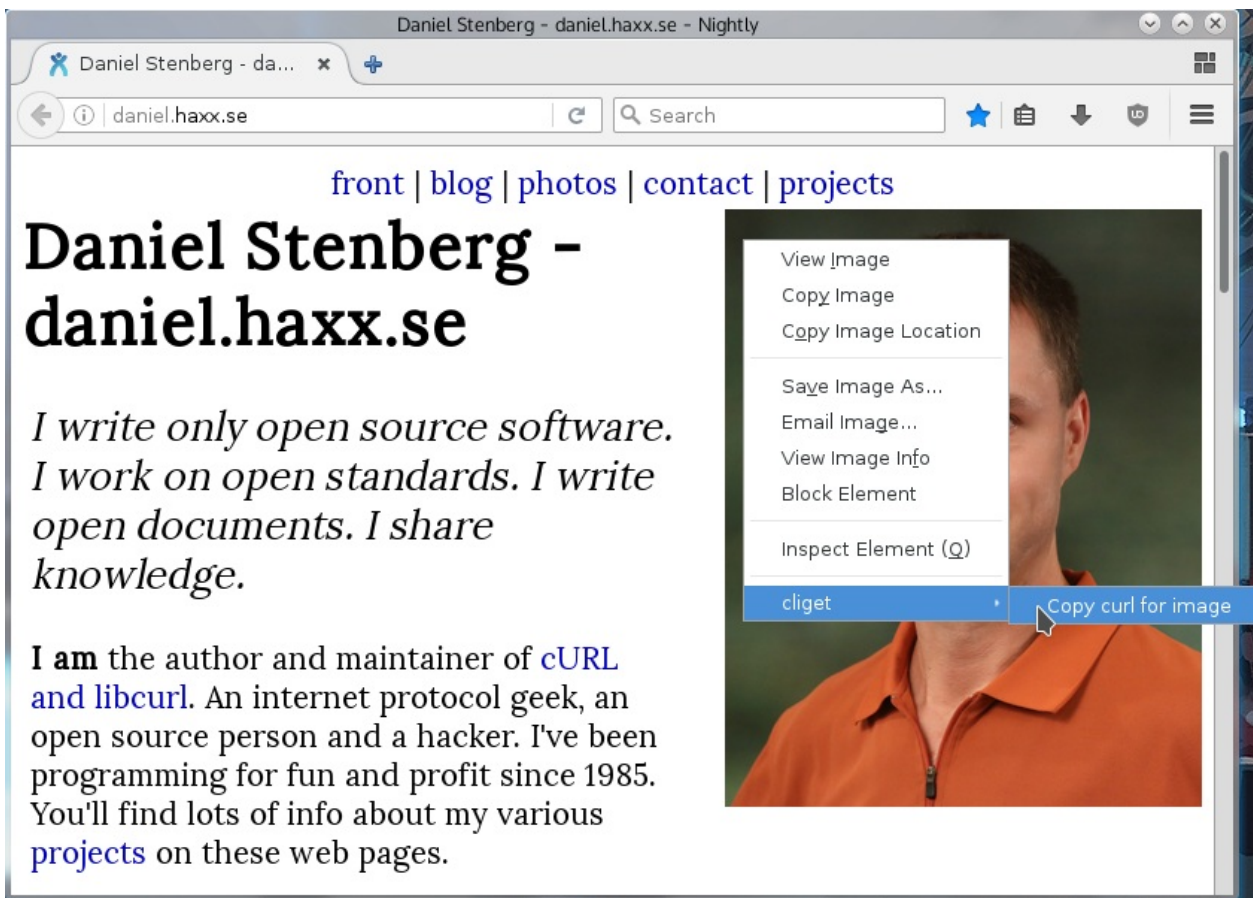 Daniel Stenberg - daniel.haxx.se - Nightly
Daniel Stenberg - da...
daniel.haxx.se
Search
front | blog | photos | contact | projects
Daniel Stenberg -
daniel.haxx.se
I write only open source software.
I work on open standards. I write
open documents. I share
knowledge.
I am the author and maintainer of cURL
and libcurl. An internet protocol geek, an
open source person and a hacker. I've been
programming for fun and profit since 1985.
You'll find lots of info about my various
projects on these web pages.
View Image
Copy Image
Copy Image Location
Save Image As...
Email Image...
View Image Info
Block Element
Inspect Element (Q)
cliget
Copy curl for image